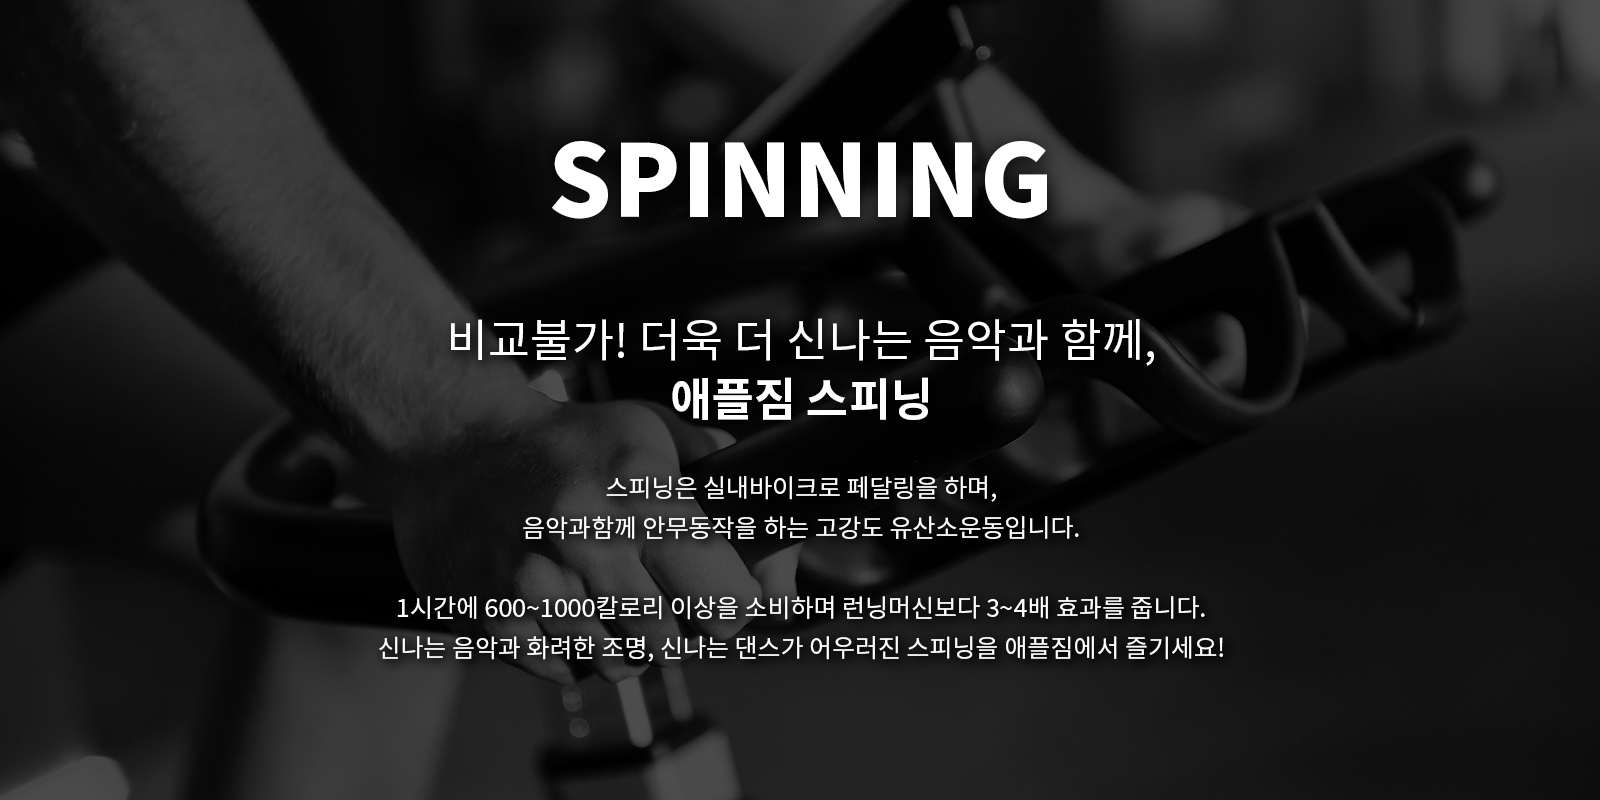 SPINNING
비교불가! 더욱 더 신나는 음악과 함께,
애플짐 스피닝
스피닝은 실내바이크로 페달링을 하며,
음악과함께 안무동작을 하는 고강도 유산소운동입니다.
1시간에 600~1000칼로리 이상을 소비하며 런닝머신보다 3~4배 효과를 줍니다.
신나는 음악과 화려한 조명, 신나는 댄스가 어우러진 스피닝을 애플짐에서 즐기세요!